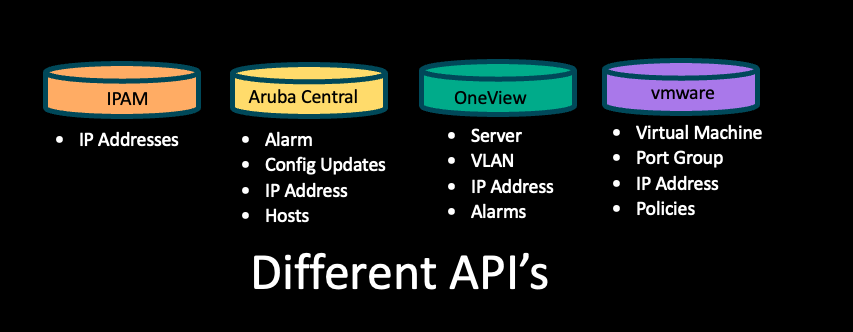 IPAM
• IP Addresses
Aruba Central
• Alarm
• Config Updates
• IP Address
• Hosts
OneView
• Server
• VLAN
• IP Address
• Alarms
vmware
• Virtual Machine
• Port Group
• IP Address
• Policies
Different API’s